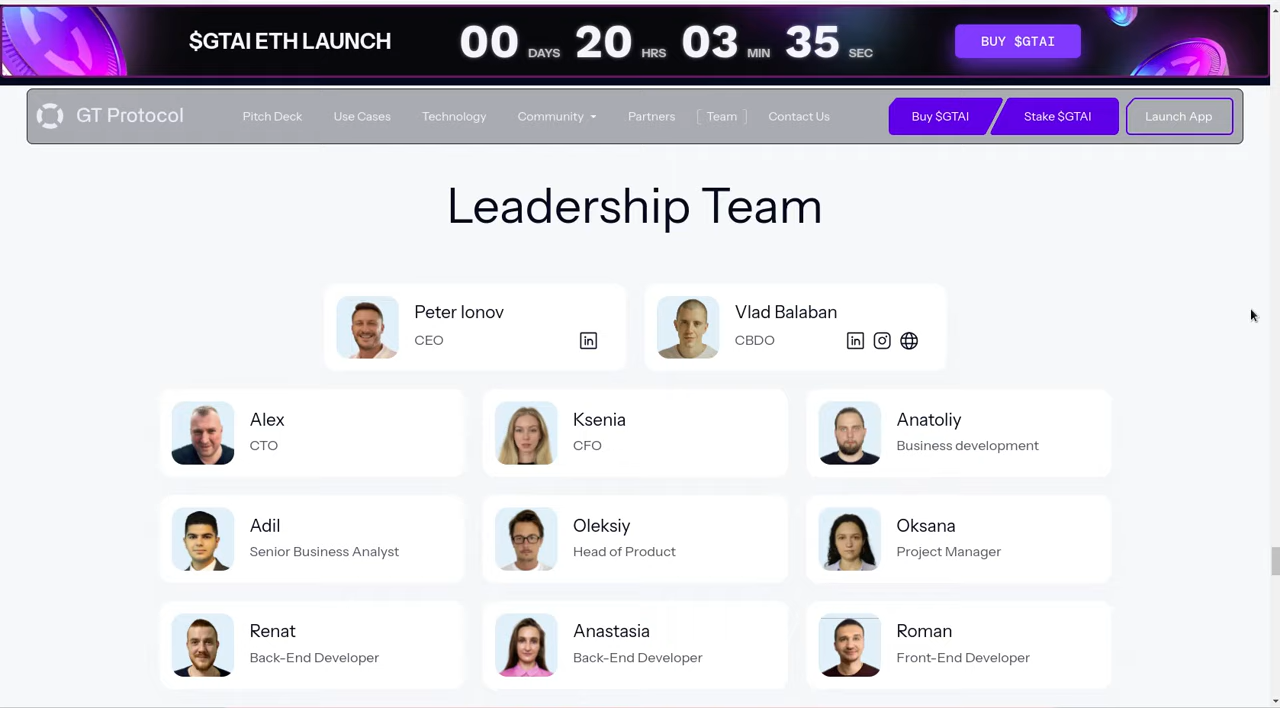 $GTAI ETH LAUNCH
00 DAYS 20 HRS 03 MIN 35 SEC
BUY $GTAI
GT Protocol
Pitch Deck
Use Cases
Technology
Community
Partners
[ Team ]
Contact Us
Buy $GTAI
Stake $GTAI
Launch App
Leadership Team
Peter Ionov
CEO
Vlad Balaban
CBDO
Alex
CTO
Ksenia
CFO
Anatoliy
Business development
Adil
Senior Business Analyst
Oleksiy
Head of Product
Oksana
Project Manager
Renat
Back-End Developer
Anastasia
Back-End Developer
Roman
Front-End Developer